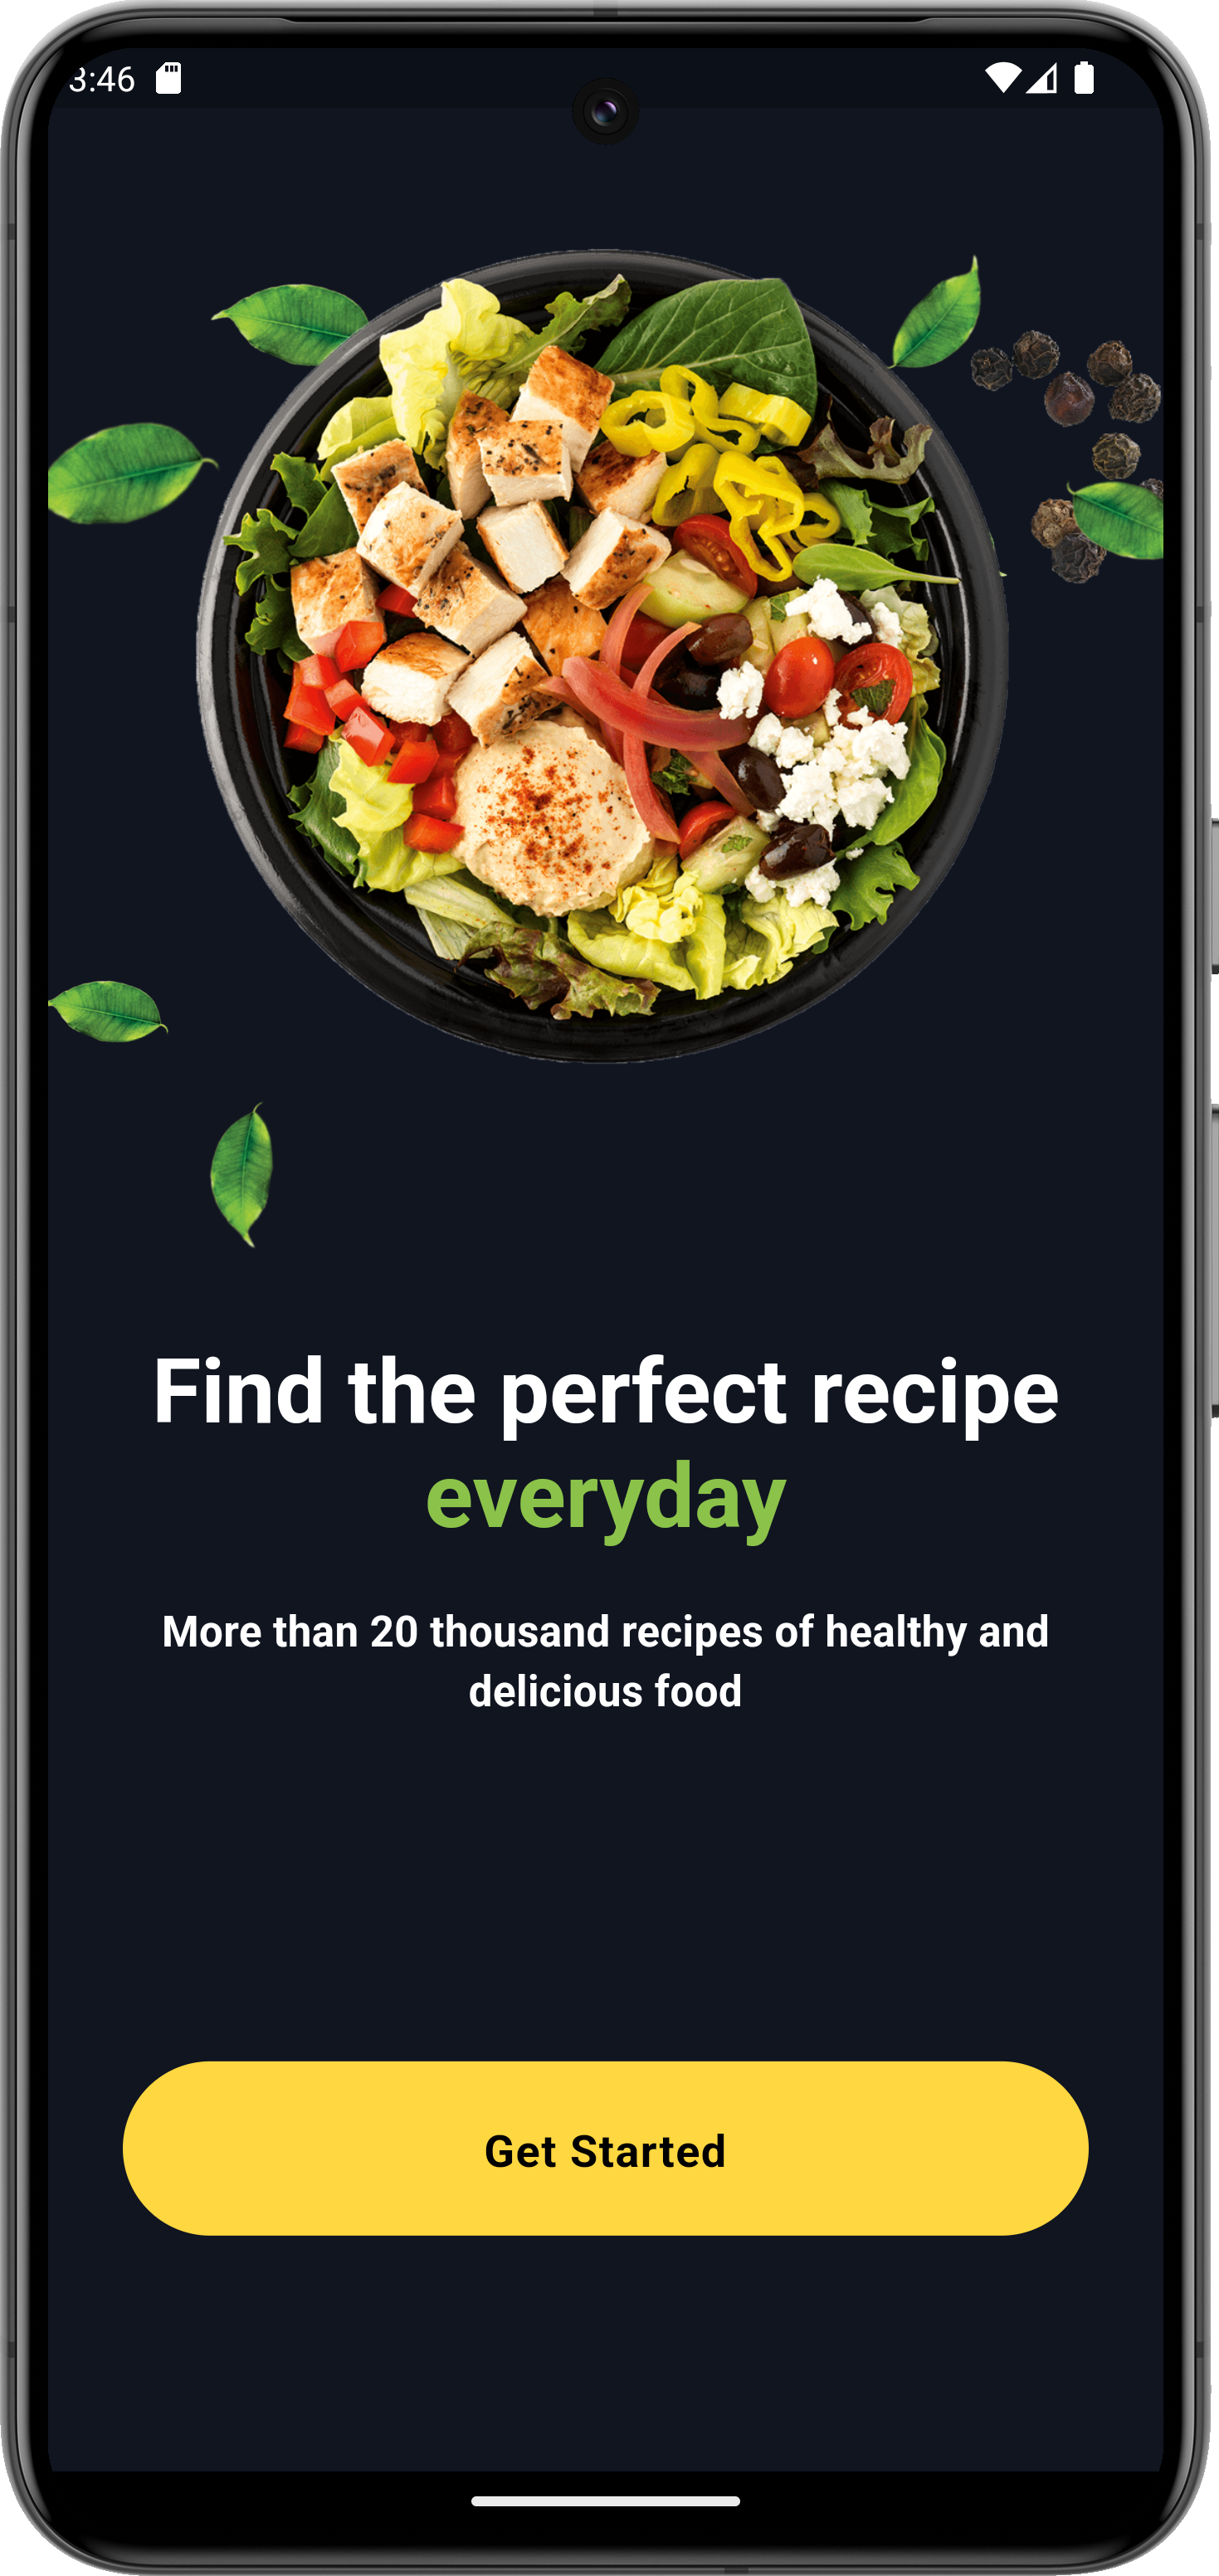 3:46
Find the perfect recipe
everyday
More than 20 thousand recipes of healthy and
delicious food
Get Started